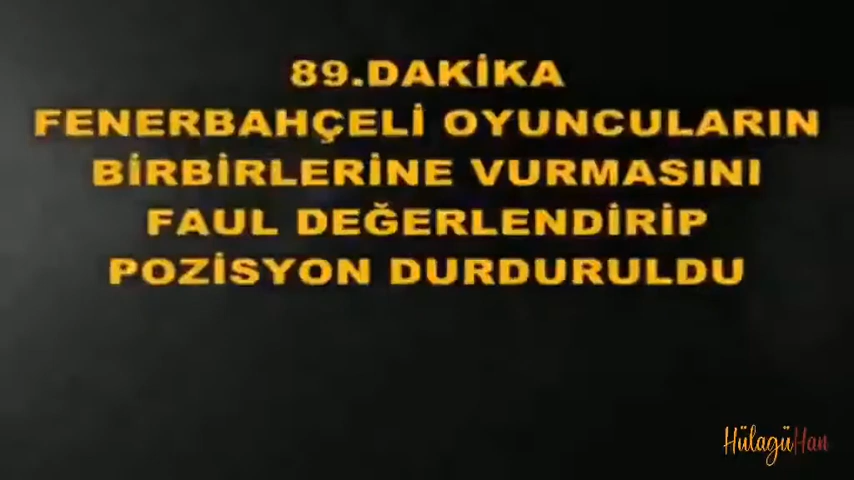 89.DAKİKA
FENERBAHÇELİ OYUNCULARIN
BİRBİRLERİNE VURMASINI
FAUL DEĞERLENDİRİP
POZİSYON DURDURULDU
HülagüHan